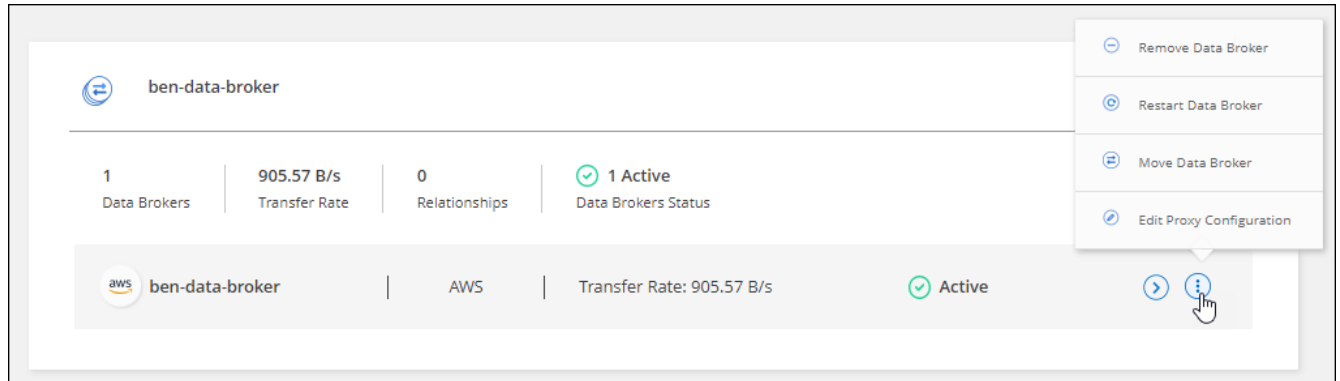 ben-data-broker
Remove Data Broker
Restart Data Broker
Move Data Broker
Edit Proxy Configuration
1
Data Brokers
905.57 B/s
Transfer Rate
0
Relationships
1 Active
Data Brokers Status
aws ben-data-broker | AWS | Transfer Rate: 905.57 B/s Active